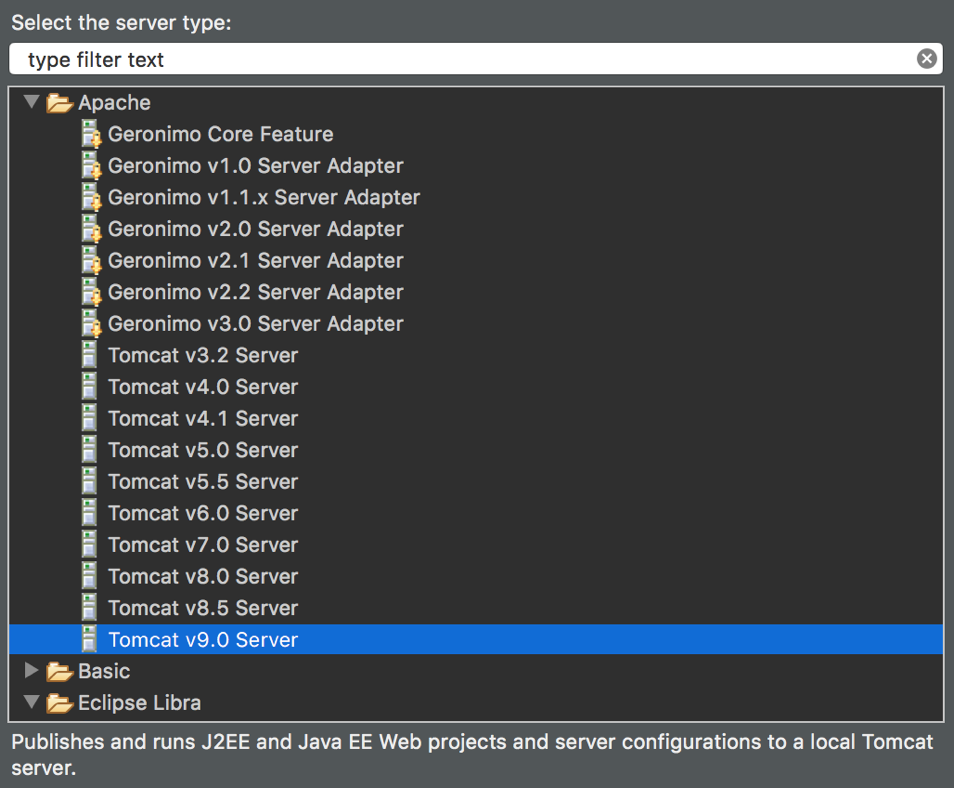 Select the server type:
type filter text
Apache
Geronimo Core Feature
Geronimo v1.0 Server Adapter
Geronimo v1.1.x Server Adapter
Geronimo v2.0 Server Adapter
Geronimo v2.1 Server Adapter
Geronimo v2.2 Server Adapter
Geronimo v3.0 Server Adapter
Tomcat v3.2 Server
Tomcat v4.0 Server
Tomcat v4.1 Server
Tomcat v5.0 Server
Tomcat v5.5 Server
Tomcat v6.0 Server
Tomcat v7.0 Server
Tomcat v8.0 Server
Tomcat v8.5 Server
Tomcat v9.0 Server
Basic
Eclipse Libra
Publishes and runs J2EE and Java EE Web projects and server configurations to a local Tomcat
server.